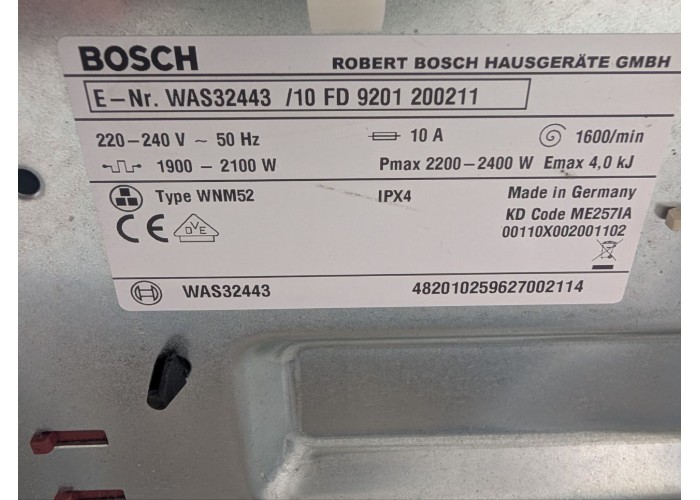 BOSCH
ROBERT BOSCH HAUSGERÄTE GMBH
E-Nr. WAS32443 /10 FD 9201 200211
220-240 V ~ 50 Hz 10 A 1600/min
1900 - 2100 W Pmax 2200-2400 W Emax 4,0 kJ
Type WNM52 IPX4 Made in Germany
KD Code ME257IA
CE DVE 00110X002001102
WAS32443 482010259627002114